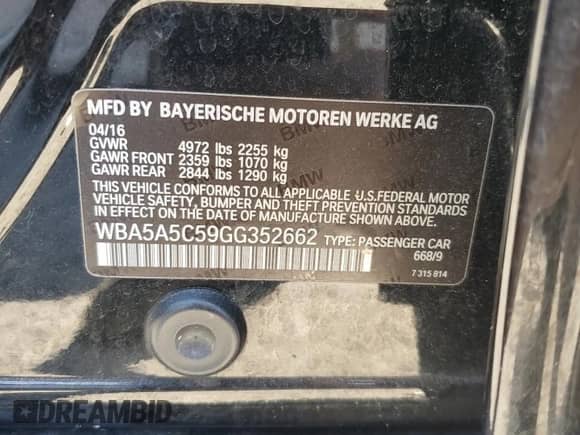 MFD BY BAYERISCHE MOTOREN WERKE AG
04/16
GVWR 4972 lbs 2255 kg
GAWR FRONT 2359 lbs 1070 kg
GAWR REAR 2844 lbs 1290 kg
THIS VEHICLE CONFORMS TO ALL APPLICABLE U.S.FEDERAL MOTOR
VEHICLE SAFETY, BUMPER AND THEFT PREVENTION STANDARDS
IN EFFECT ON THE DATE OF MANUFACTURE SHOWN ABOVE.
WBA5A5C59GG352662 TYPE: PASSENGER CAR
668/9
7 315 814
DREAMBID